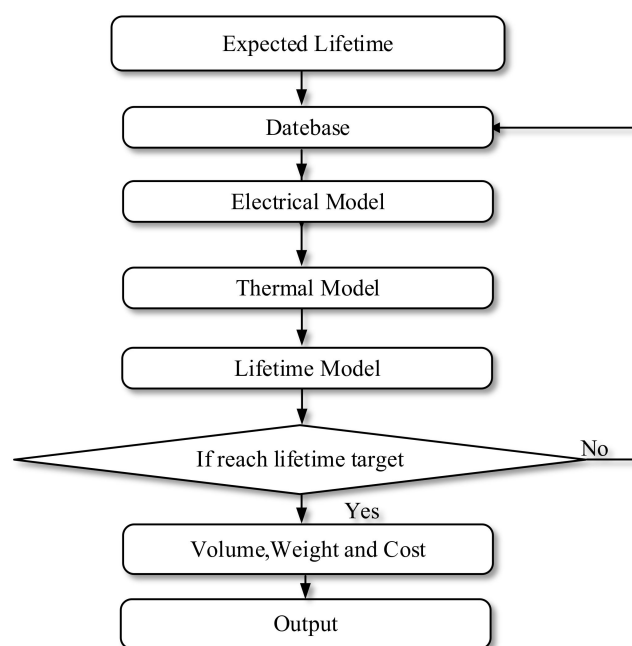 Expected Lifetime
Datebase
Electrical Model
Thermal Model
Lifetime Model
If reach lifetime target
No
Yes
Volume,Weight and Cost
Output